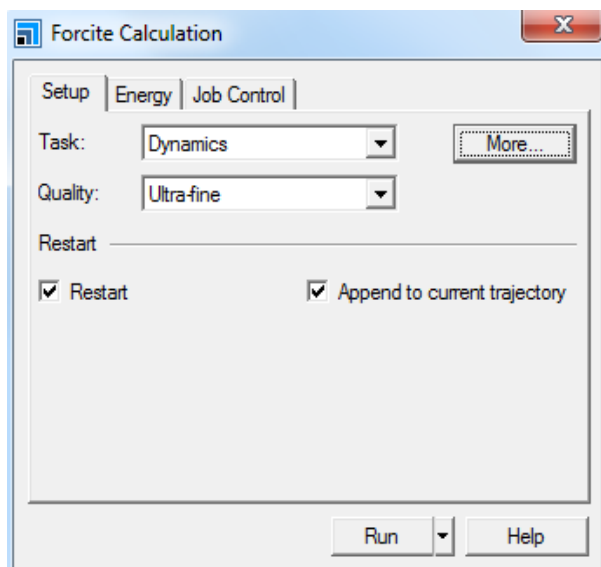 Forcite Calculation
Setup Energy Job Control
Task: Dynamics More...
Quality: Ultra-fine
Restart
Restart Append to current trajectory
Run Help